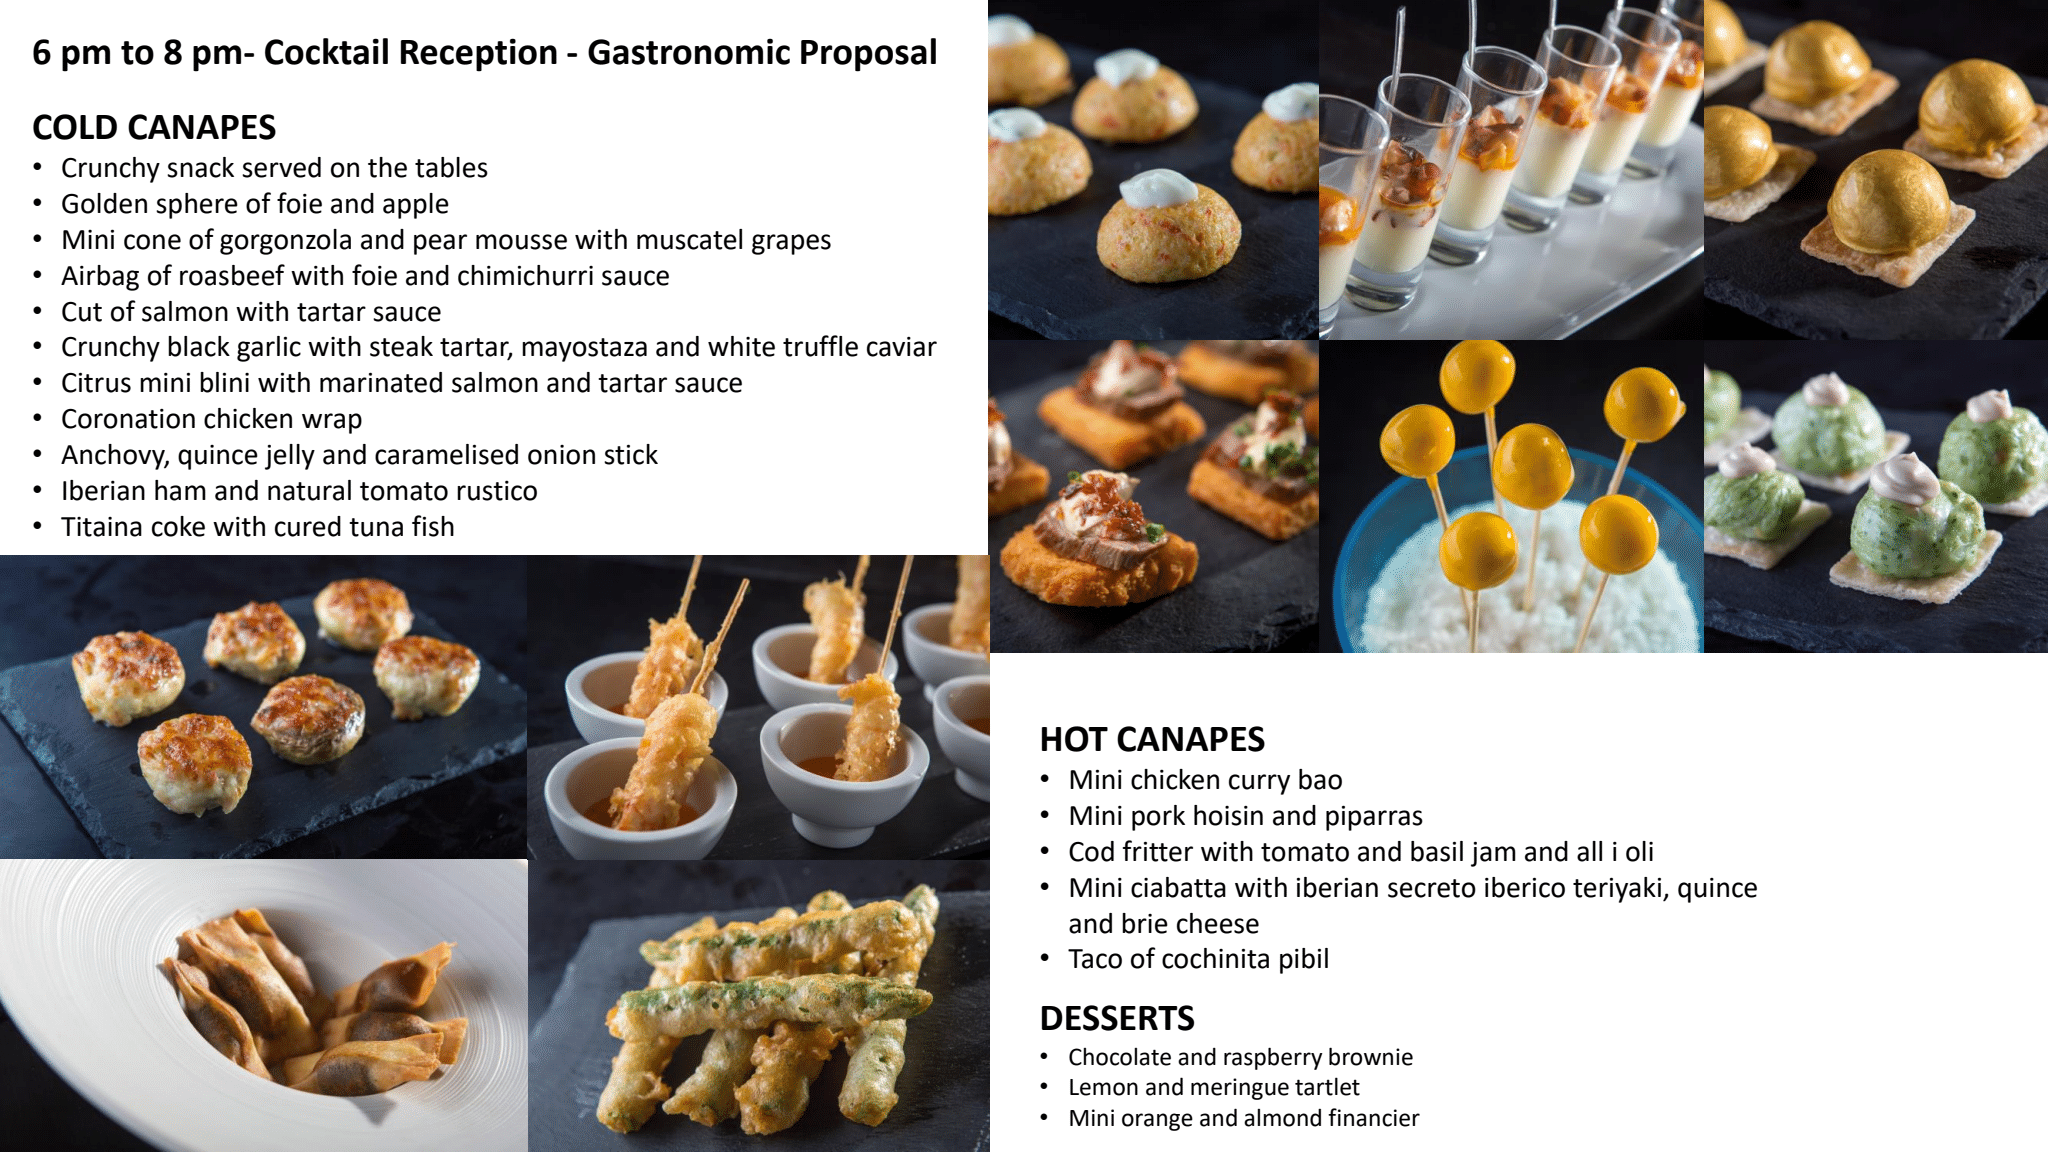 6 pm to 8 pm- Cocktail Reception - Gastronomic Proposal
COLD CANAPES
• Crunchy snack served on the tables
• Golden sphere of foie and apple
• Mini cone of gorgonzola and pear mousse with muscatel grapes
• Airbag of roasbeef with foie and chimichurri sauce
• Cut of salmon with tartar sauce
• Crunchy black garlic with steak tartar, mayostaza and white truffle caviar
• Citrus mini blini with marinated salmon and tartar sauce
• Coronation chicken wrap
• Anchovy, quince jelly and caramelised onion stick
• Iberian ham and natural tomato rustico
• Titaina coke with cured tuna fish
HOT CANAPES
• Mini chicken curry bao
• Mini pork hoisin and piparras
• Cod fritter with tomato and basil jam and all i oli
• Mini ciabatta with iberian secreto iberico teriyaki, quince
and brie cheese
• Taco of cochinita pibil
DESSERTS
• Chocolate and raspberry brownie
• Lemon and meringue tartlet
• Mini orange and almond financier